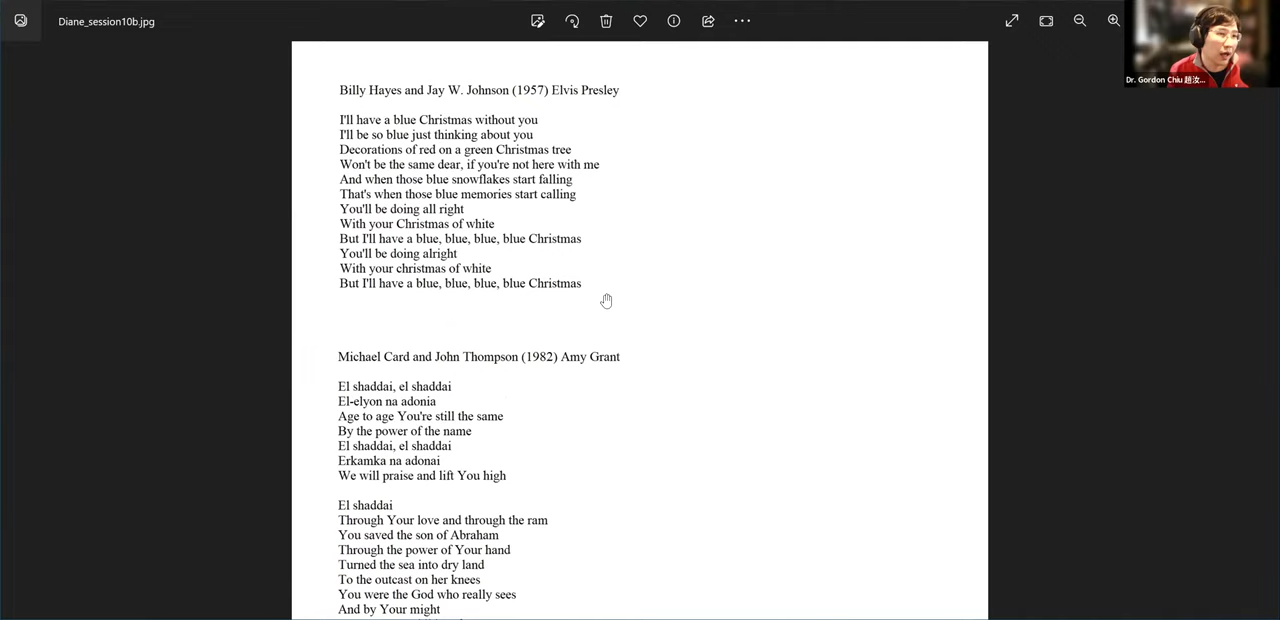 Diane_session10b.jpg
Dr. Gordon Chiu 趙汝...
Billy Hayes and Jay W. Johnson (1957) Elvis Presley
I'll have a blue Christmas without you
I'll be so blue just thinking about you
Decorations of red on a green Christmas tree
Won't be the same dear, if you're not here with me
And when those blue snowflakes start falling
That's when those blue memories start calling
You'll be doing all right
With your Christmas of white
But I'll have a blue, blue, blue, blue Christmas
You'll be doing alright
With your christmas of white
But I'll have a blue, blue, blue, blue Christmas
Michael Card and John Thompson (1982) Amy Grant
El shaddai, el shaddai
El-elyon na adonia
Age to age You're still the same
By the power of the name
El shaddai, el shaddai
Erkamka na adonai
We will praise and lift You high
El shaddai
Through Your love and through the ram
You saved the son of Abraham
Through the power of Your hand
Turned the sea into dry land
To the outcast on her knees
You were the God who really sees
And by Your might